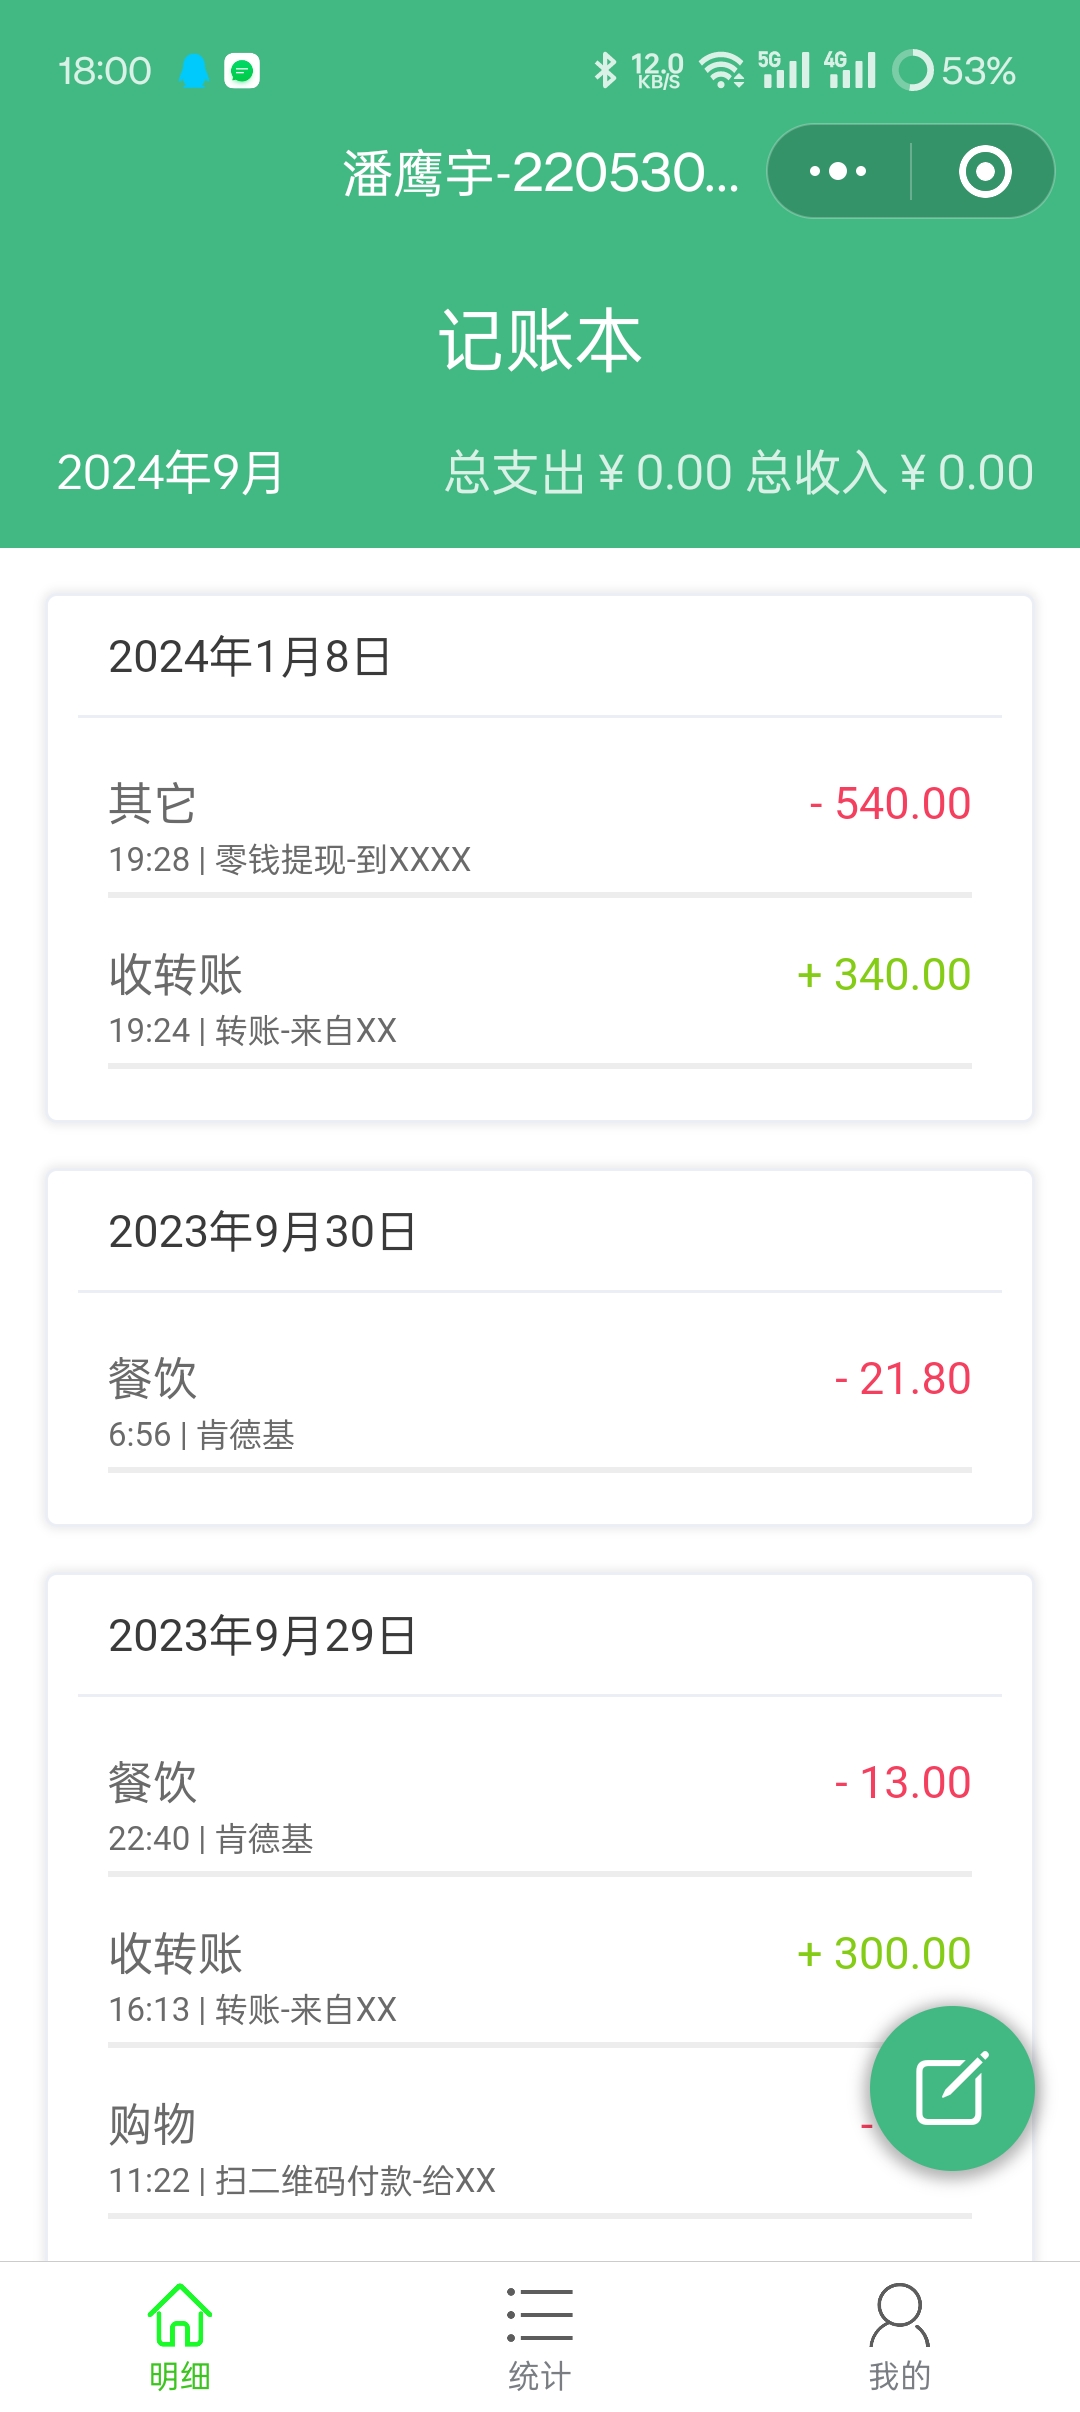 18:00 12.0 KB/S 5G 4G 53%
潘鹰宇-220530...
记账本
2024年9月 总支出 ¥ 0.00 总收入 ¥ 0.00
2024年1月8日
其它 - 540.00
19:28 | 零钱提现-到XXXX
收转账 + 340.00
19:24 | 转账-来自XX
2023年9月30日
餐饮 - 21.80
6:56 | 肯德基
2023年9月29日
餐饮 - 13.00
22:40 | 肯德基
收转账 + 300.00
16:13 | 转账-来自XX
购物 -
11:22 | 扫二维码付款-给XX
明细 统计 我的